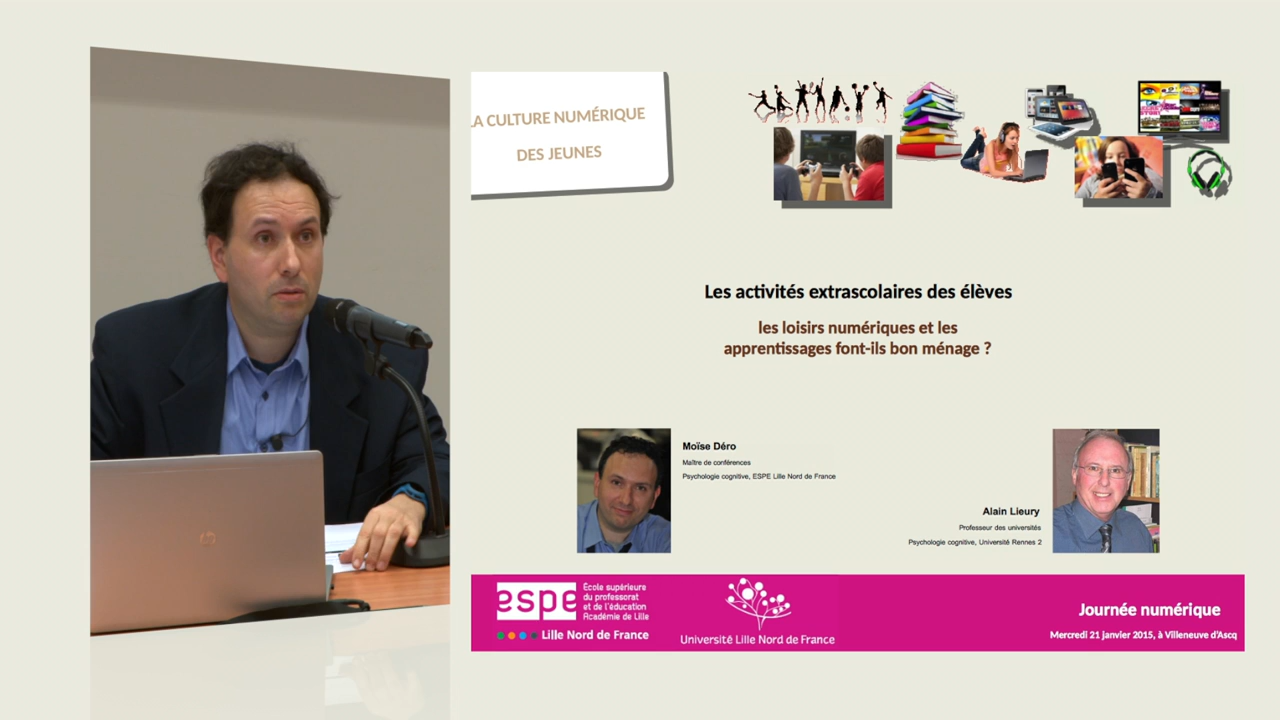 LA CULTURE NUMÉRIQUE
DES JEUNES
Les activités extrascolaires des élèves
les loisirs numériques et les
apprentissages font-ils bon ménage ?
Moïse Déro
Maître de conférences
Psychologie cognitive, ESPE Lille Nord de France
Alain Lieury
Professeur des universités
Psychologie cognitive, Université Rennes 2
espe
École supérieure
du professorat
et de l'éducation
Académie de Lille
Lille Nord de France
Université Lille Nord de France
Journée numérique
Mercredi 21 janvier 2015, à Villeneuve d'Ascq
hp